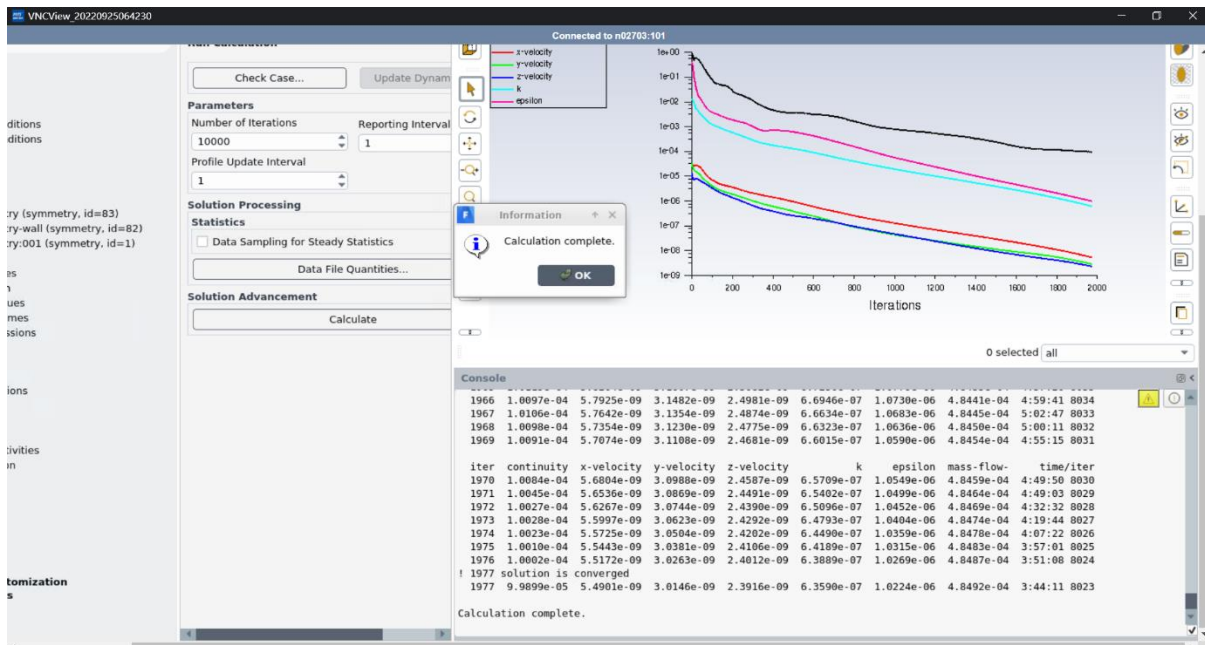 VNCView_20220925064230
Connected to n02703:101
Run Calculation
Check Case...
Update Dynam
Parameters
Number of Iterations
Reporting Interval
10000
1
Profile Update Interval
1
Solution Processing
Statistics
Data Sampling for Steady Statistics
Data File Quantities...
Solution Advancement
Calculate
ditions
ditions
ry (symmetry, id=83)
ry-wall (symmetry, id=82)
ry:001 (symmetry, id=1)
es
n
ues
mes
ssions
ions
tivities
on
tomization
s
x-velocity
y-velocity
z-velocity
k
epsilon
1e+00
1e-01
1e-02
1e-03
1e-04
1e-05
1e-06
1e-07
1e-08
1e-09
0 200 400 600 800 1000 1200 1400 1600 1800 2000
Iterations
Information
Calculation complete.
OK
0 selected all
Console
1966 1.0097e-04 5.7925e-09 3.1482e-09 2.4981e-09 6.6946e-07 1.0730e-06 4.8441e-04 4:59:41 8034
1967 1.0106e-04 5.7642e-09 3.1354e-09 2.4874e-09 6.6634e-07 1.0683e-06 4.8445e-04 5:02:47 8033
1968 1.0098e-04 5.7354e-09 3.1230e-09 2.4775e-09 6.6323e-07 1.0636e-06 4.8450e-04 5:00:11 8032
1969 1.0091e-04 5.7074e-09 3.1108e-09 2.4681e-09 6.6015e-07 1.0590e-06 4.8454e-04 4:55:15 8031
iter continuity x-velocity y-velocity z-velocity k epsilon mass-flow- time/iter
1970 1.0084e-04 5.6804e-09 3.0988e-09 2.4587e-09 6.5709e-07 1.0549e-06 4.8459e-04 4:49:50 8030
1971 1.0045e-04 5.6536e-09 3.0869e-09 2.4491e-09 6.5402e-07 1.0499e-06 4.8464e-04 4:49:03 8029
1972 1.0027e-04 5.6267e-09 3.0744e-09 2.4390e-09 6.5096e-07 1.0452e-06 4.8469e-04 4:32:32 8028
1973 1.0028e-04 5.5997e-09 3.0623e-09 2.4292e-09 6.4793e-07 1.0404e-06 4.8474e-04 4:19:44 8027
1974 1.0023e-04 5.5725e-09 3.0504e-09 2.4202e-09 6.4490e-07 1.0359e-06 4.8478e-04 4:07:22 8026
1975 1.0010e-04 5.5443e-09 3.0381e-09 2.4106e-09 6.4189e-07 1.0315e-06 4.8483e-04 3:57:01 8025
1976 1.0002e-04 5.5172e-09 3.0263e-09 2.4012e-09 6.3889e-07 1.0269e-06 4.8487e-04 3:51:08 8024
! 1977 solution is converged
1977 9.9899e-05 5.4901e-09 3.0146e-09 2.3916e-09 6.3590e-07 1.0224e-06 4.8492e-04 3:44:11 8023
Calculation complete.